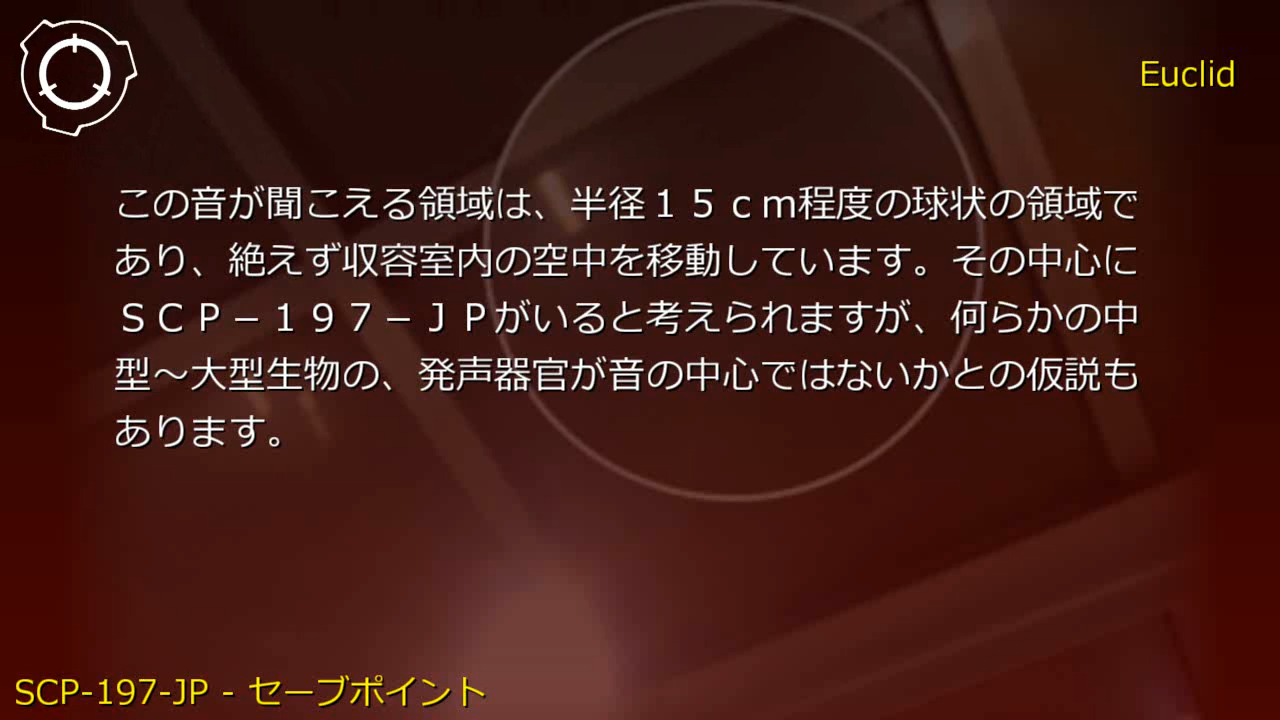 Euclid
この音が聞こえる領域は、半径１５ｃｍ程度の球状の領域で
あり、絶えず収容室内の空中を移動しています。その中心に
ＳＣＰ－１９７－ＪＰがいると考えられますが、何らかの中
型～大型生物の、発声器官が音の中心ではないかとの仮説も
あります。
SCP-197-JP - セーブポイント